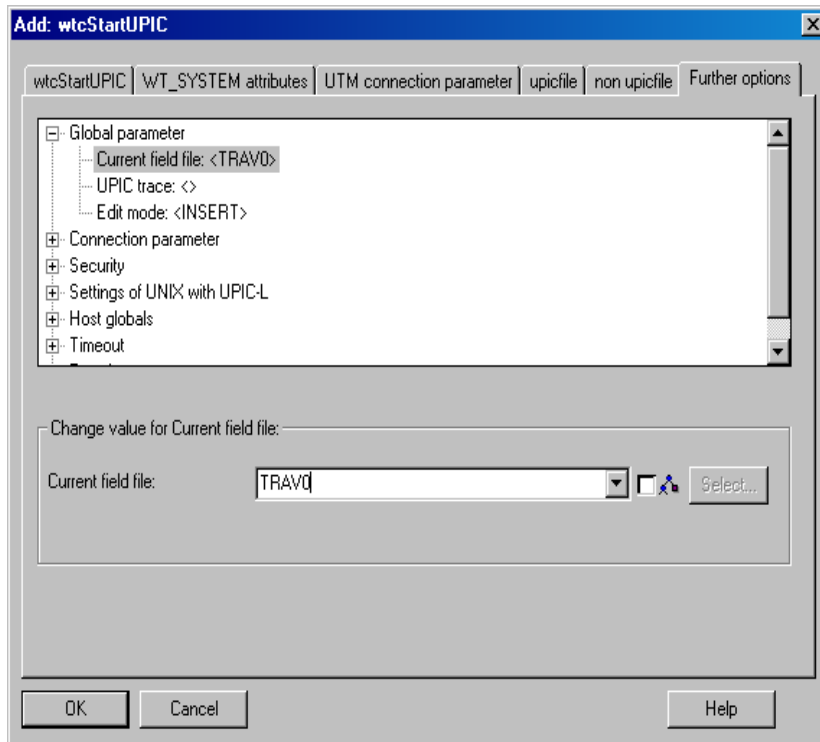 Add: wtcStartUPIC
wtcStartUPIC WT_SYSTEM attributes UTM connection parameter upicfile non upicfile Further options
Global parameter
Current field file: <TRAV0>
UPIC trace: <>
Edit mode: <INSERT>
Connection parameter
Security
Settings of UNIX with UPIC-L
Host globals
Timeout
Change value for Current field file:
Current field file: TRAV0 Select...
OK Cancel Help